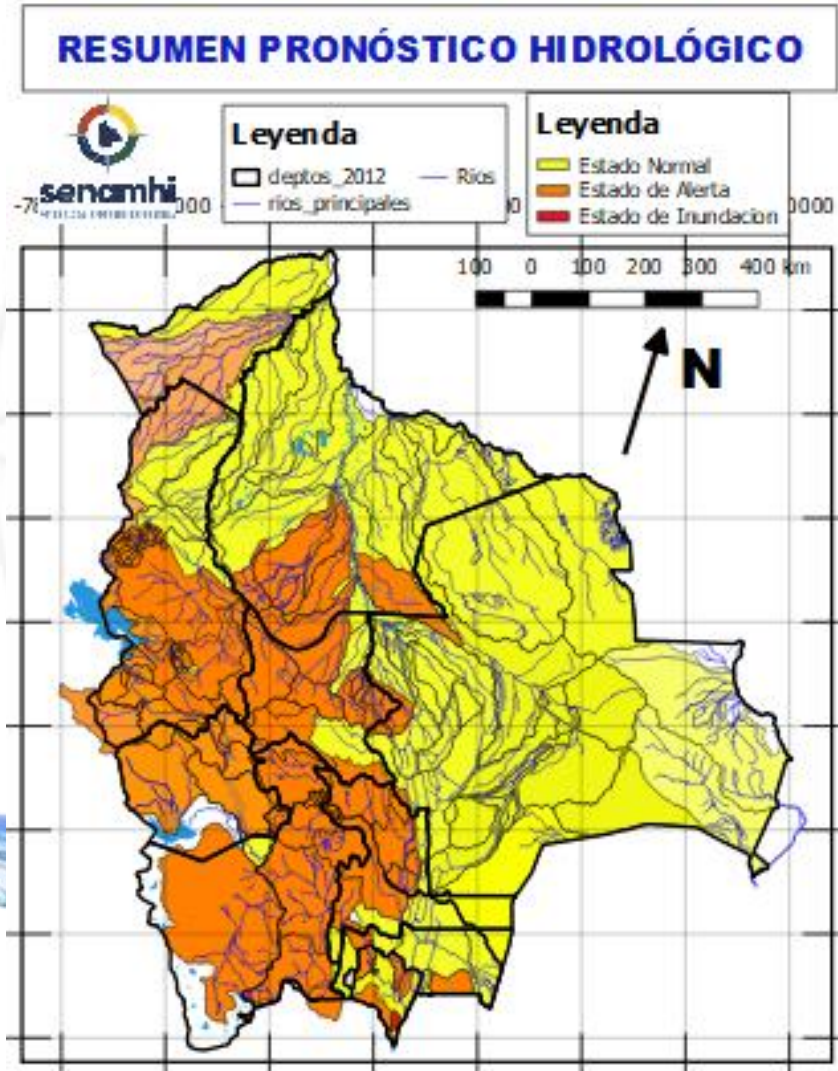 RESUMEN PRONÓSTICO HIDROLÓGICO
senamhi
Leyenda
deptos_2012
Rios
rios_principales
Leyenda
Estado Normal
Estado de Alerta
Estado de Inundacion
100 0 100 200 300 400 km
N